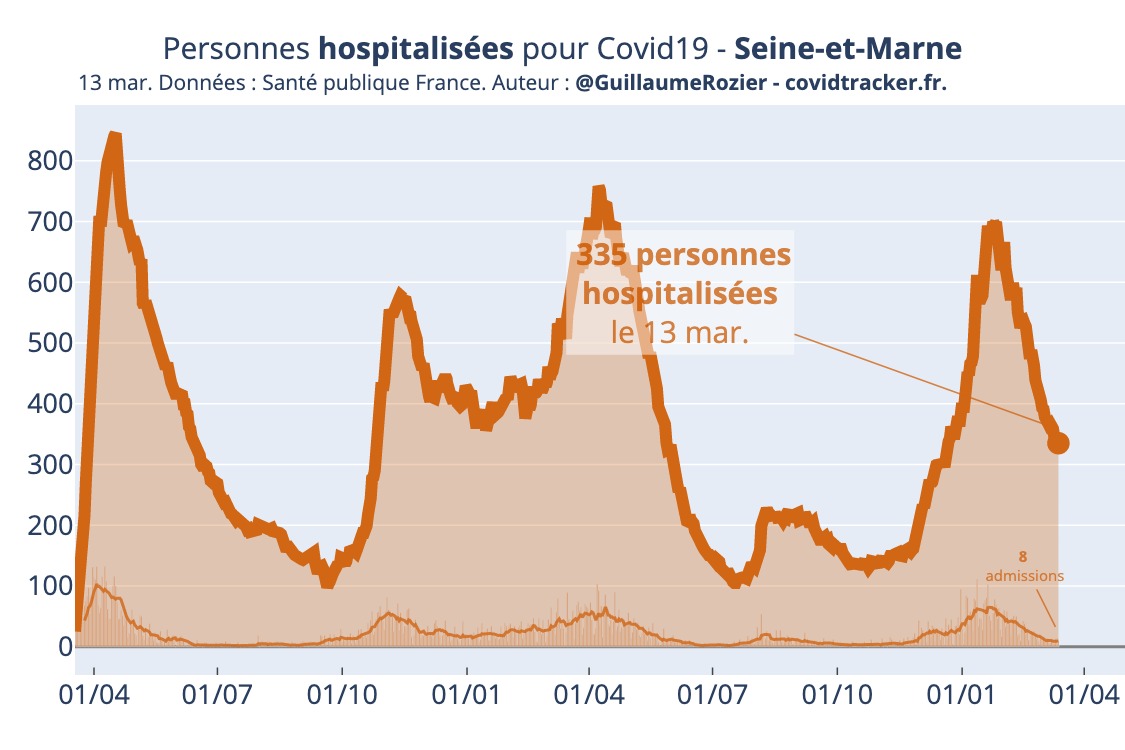 Personnes hospitalisées pour Covid19 - Seine-et-Marne
13 mar. Données : Santé publique France. Auteur : @GuillaumeRozier - covidtracker.fr.
800
700
600
500
400
300
200
100
0
335 personnes
hospitalisées
le 13 mar.
8
admissions
01/04 01/07 01/10 01/01 01/04 01/07 01/10 01/01 01/04